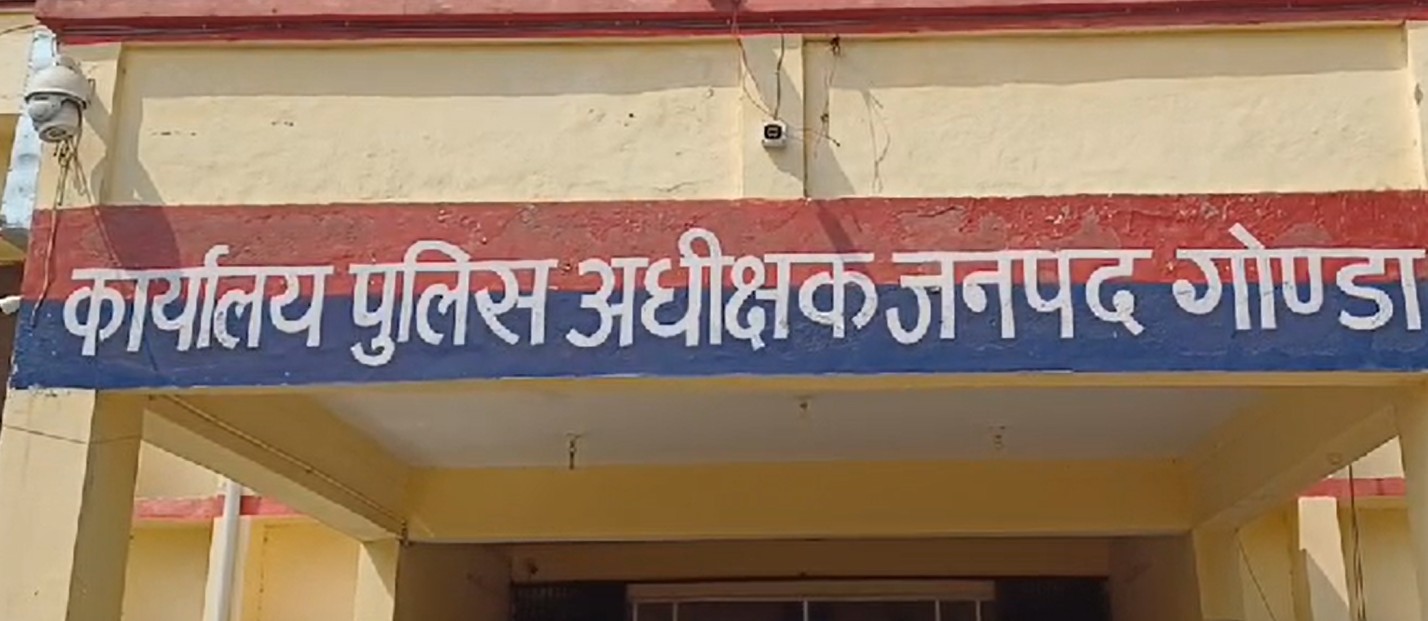 कार्यालय पुलिस अधीक्षक जनपद गोण्डा